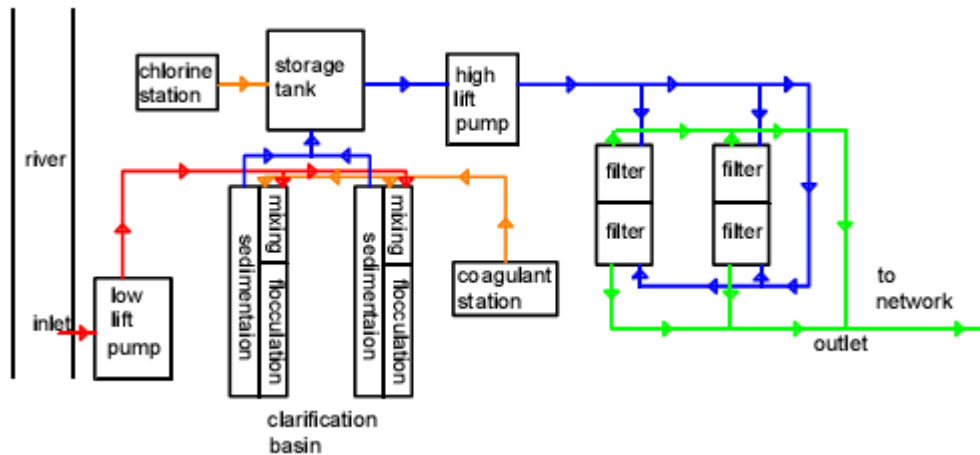 chlorine
station
storage
tank
high
lift
pump
river
filter
filter
filter
filter
mixing
sedimentaion
flocculation
mixing
sedimentaion
flocculation
coagulant
station
to
network
inlet
low
lift
pump
outlet
clarification
basin